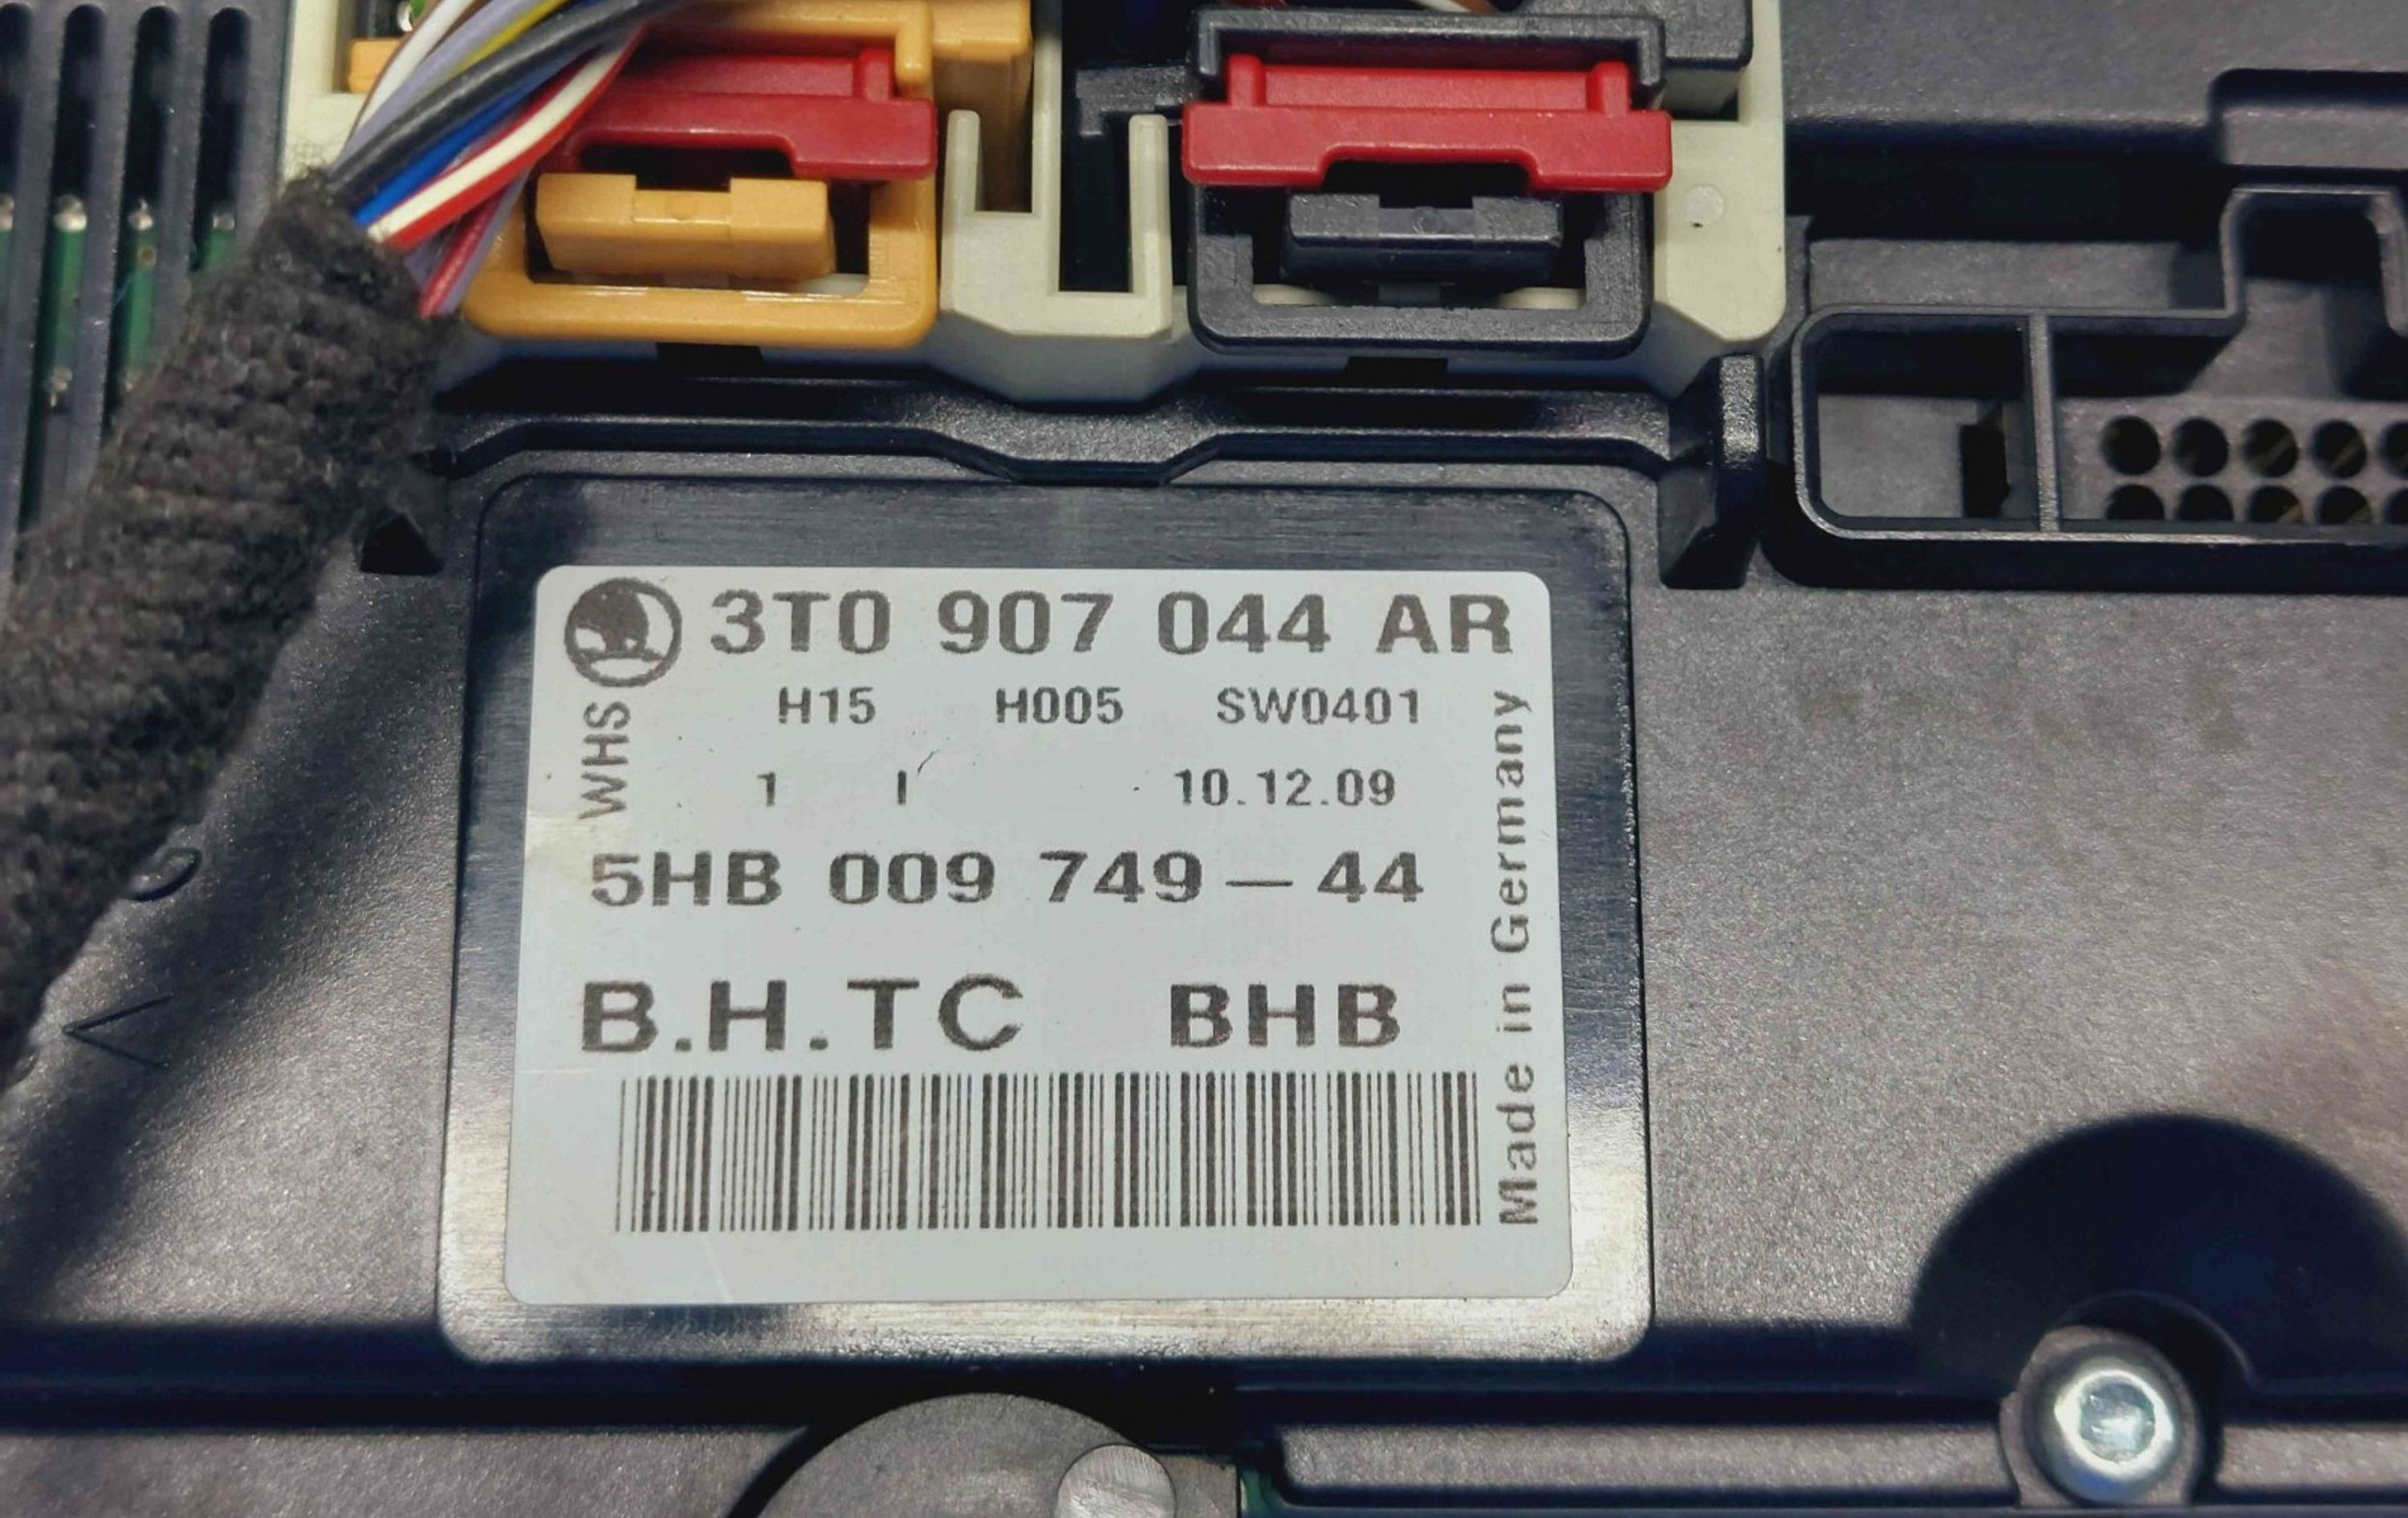 3T0 907 044 AR
H15 H005 SW0401
WHS
1 I 10.12.09
5HB 009 749-44
B.H.TC BHB
Made in Germany